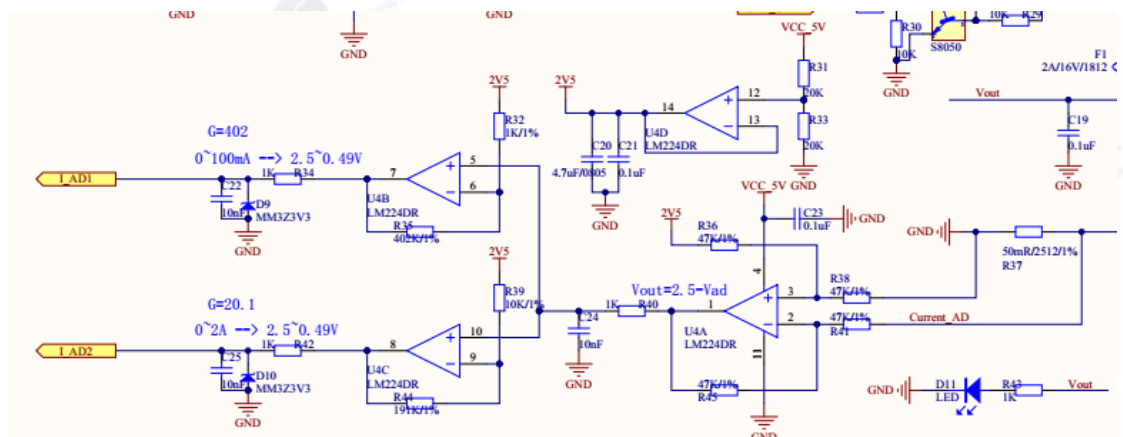 GND
GND
GND
VCC_5V
R30
10K
GND
S8050
1
10K
R29
F1
2A/16V/1812
2V5
2V5
R31
20K
R33
20K
GND
12
13
14
U4D
LM224DR
C20
4.7uF/0805
C21
0.1uF
GND
Vout
C19
0.1uF
GND
R32
1K/1%
G=402
0~100mA --> 2.5~0.49V
I_AD1
1K
R34
C22
10nF
D9
MM3Z3V3
GND
7
5
6
U4B
LM224DR
R35
402K/1%
VCC_5V
C23
0.1uF
GND
2V5
R36
47K/1%
GND
50mR/2512/1%
R37
2V5
R39
10K/1%
G=20.1
0~2A --> 2.5~0.49V
I_AD2
1K
R42
C25
10nF
D10
MM3Z3V3
GND
8
10
9
U4C
LM224DR
R44
191K/1%
Vout=2.5-Vad
1K
R40
C24
10nF
GND
1
3
2
4
11
U4A
LM224DR
R38
47K/1%
47K/1%
R41
Current_AD
47K/1%
R45
GND
GND
D11
LED
R43
1K
Vout